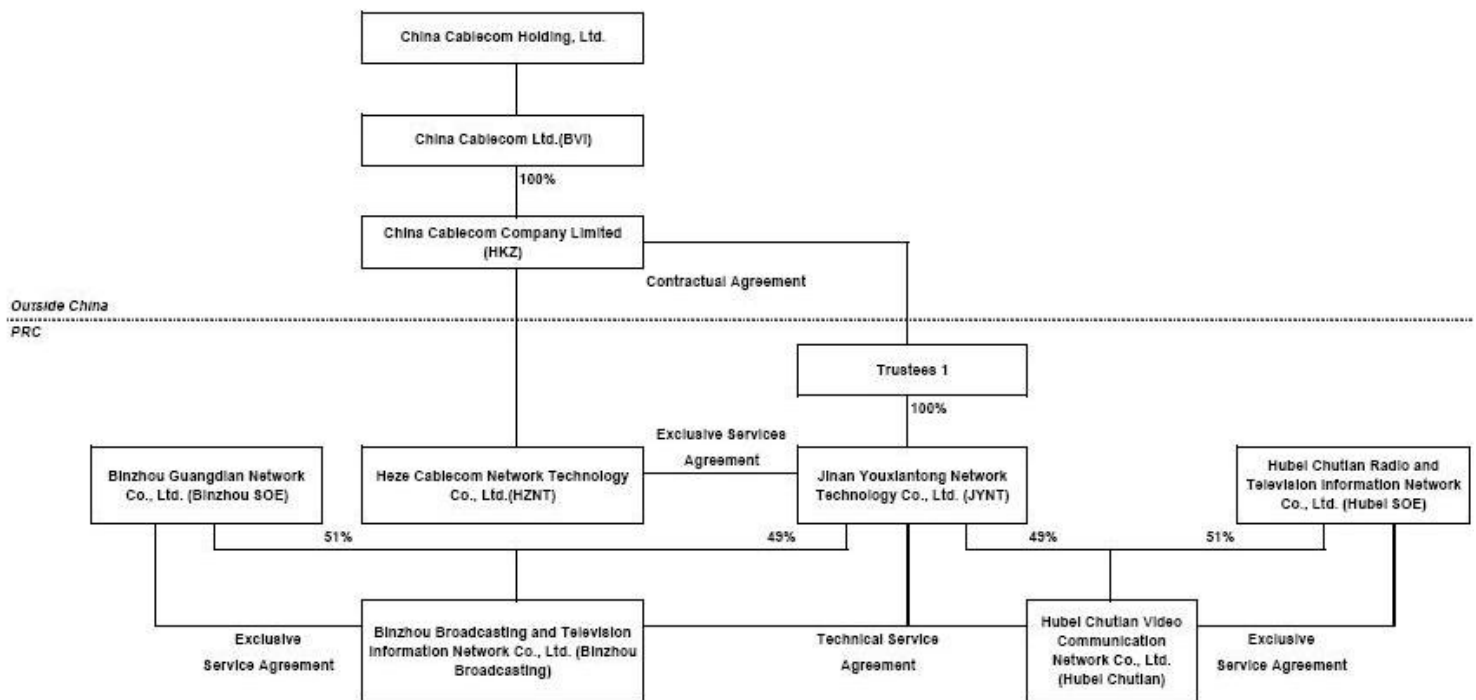 China Cablecom Holding, Ltd.
China Cablecom Ltd.(BVI)
100%
China Cablecom Company Limited
(HKZ)
Contractual Agreement
Outside China
PRC
Trustees 1
100%
Binzhou Guangdian Network
Co., Ltd. (Binzhou SOE)
Heze Cablecom Network Technology
Co., Ltd.(HZNT)
Exclusive Services
Agreement
Jinan Youxiantong Network
Technology Co., Ltd. (JYNT)
Hubei Chutian Radio and
Television Information Network
Co., Ltd. (Hubei SOE)
51%
49%
49%
51%
Exclusive
Service Agreement
Binzhou Broadcasting and Television
Information Network Co., Ltd. (Binzhou
Broadcasting)
Technical Service
Agreement
Hubei Chutian Video
Communication
Network Co., Ltd.
(Hubei Chutian)
Exclusive
Service Agreement